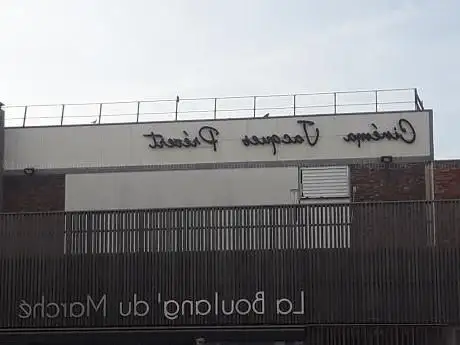 Cinéma Jacques Prévert
La Boulang' du Marché